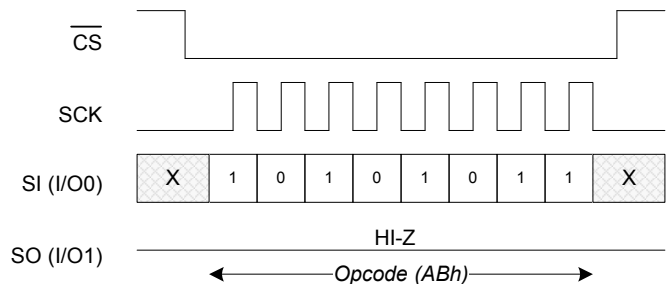 CS
SCK
SI (I/O0) X 1 0 1 0 1 0 1 1 X
HI-Z
SO (I/O1)
Opcode (ABh)